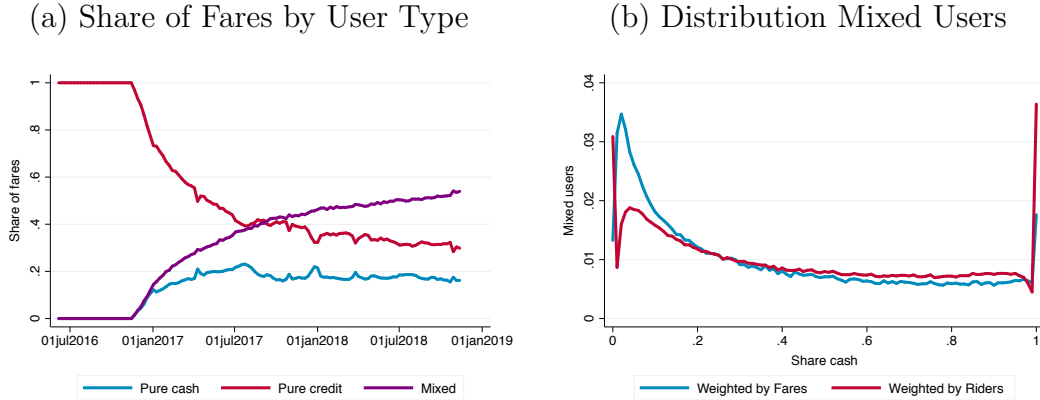 (a) Share of Fares by User Type
Share of fares
1
.8
.6
.4
.2
0
01jul2016 01jan2017 01jul2017 01jan2018 01jul2018 01jan2019
Pure cash Pure credit Mixed
(b) Distribution Mixed Users
Mixed users
.04
.03
.02
.01
0
0 .2 .4 .6 .8 1
Share cash
Weighted by Fares Weighted by Riders